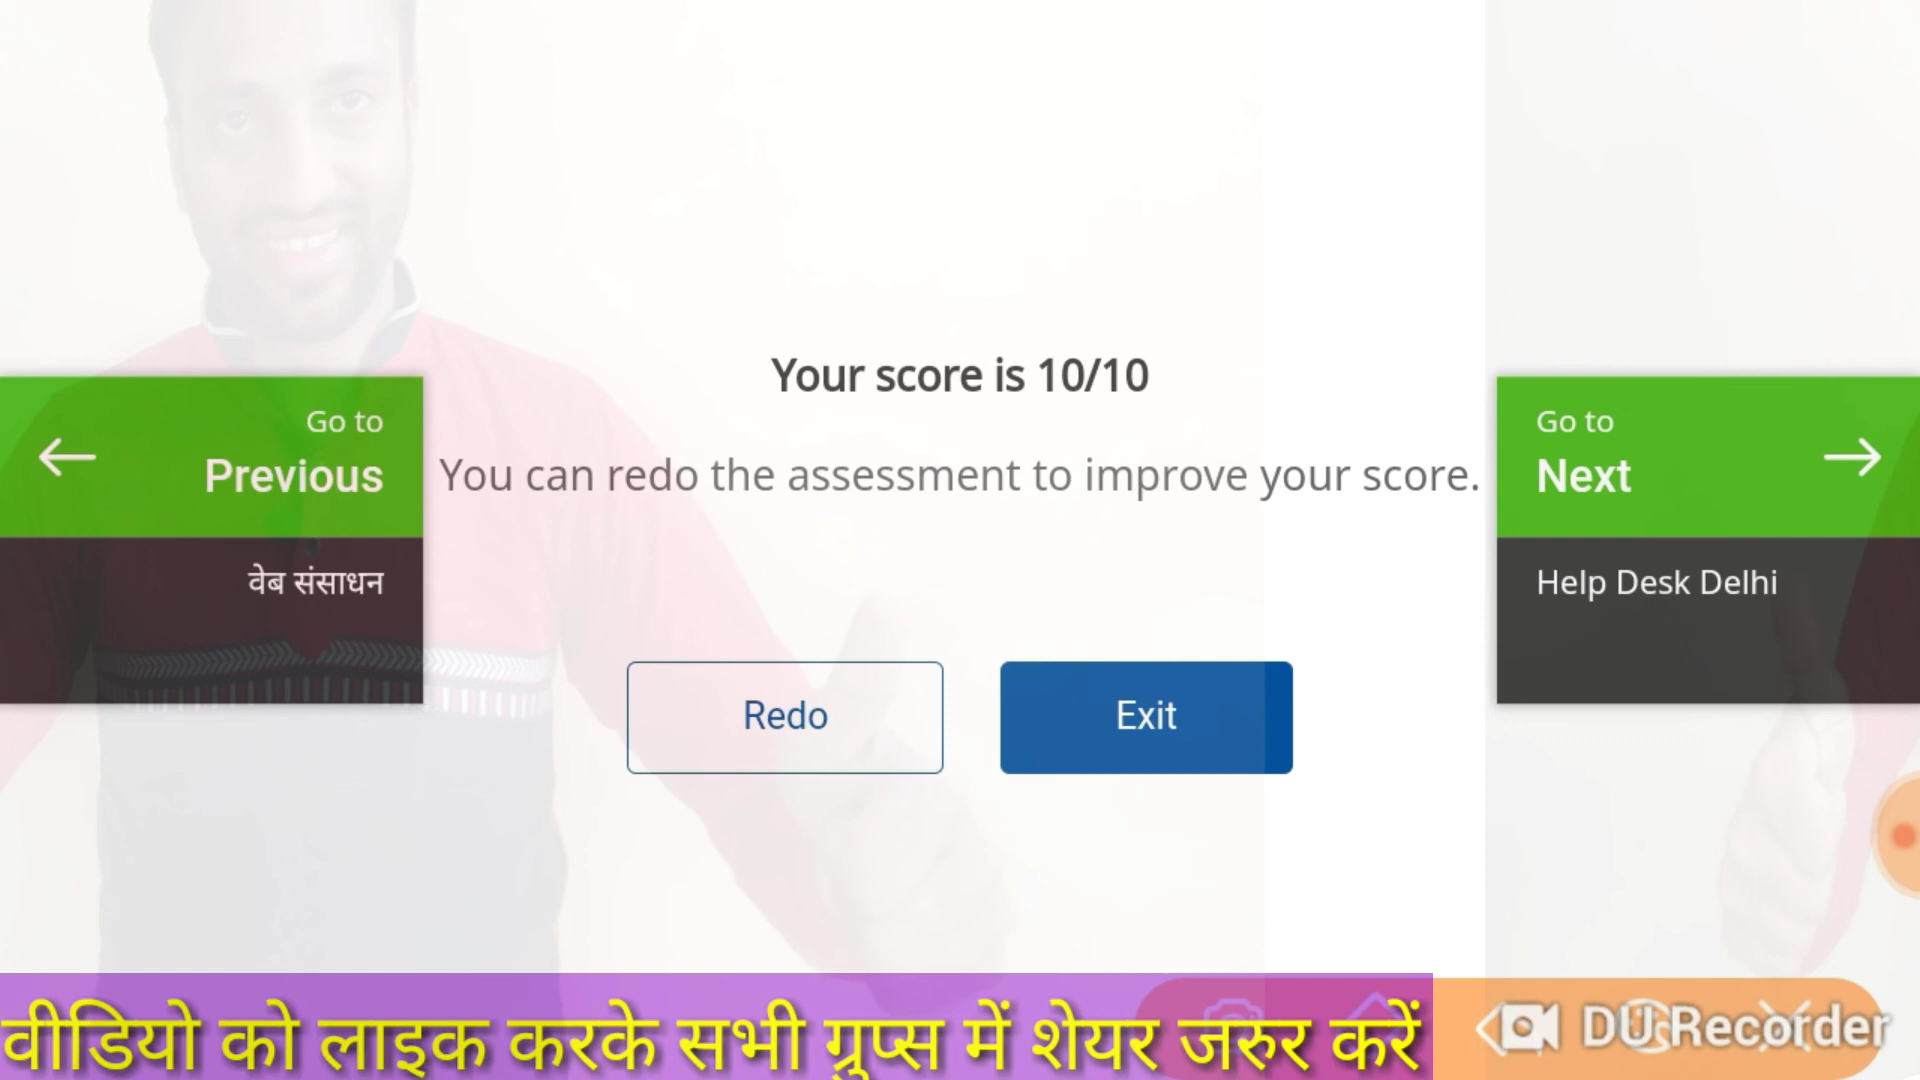 Your score is 10/10
You can redo the assessment to improve your score.
Go to
Previous
वेब संसाधन
Go to
Next
Help Desk Delhi
Redo
Exit
वीडियो को लाइक करके सभी ग्रुप्स में शेयर जरुर करें
DU Recorder